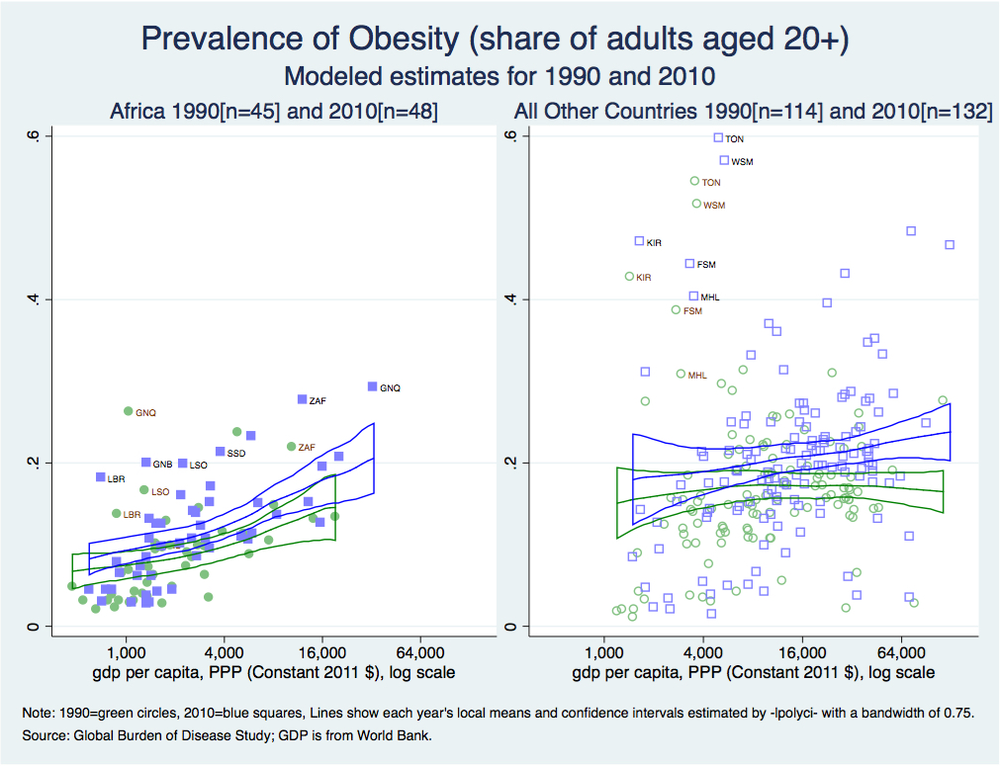 Prevalence of Obesity (share of adults aged 20+)
Modeled estimates for 1990 and 2010
Africa 1990[n=45] and 2010[n=48]
.6
.4
.2
0
GNQ
ZAF
GNQ
SSD
ZAF
GNB
LSO
LBR
LSO
LBR
1,000
4,000
16,000
64,000
gdp per capita, PPP (Constant 2011 $), log scale
All Other Countries 1990[n=114] and 2010[n=132]
.6
.4
.2
0
TON
WSM
TON
WSM
KIR
FSM
KIR
MHL
FSM
MHL
1,000
4,000
16,000
64,000
gdp per capita, PPP (Constant 2011 $), log scale
Note: 1990=green circles, 2010=blue squares, Lines show each year's local means and confidence intervals estimated by -lpolyci- with a bandwidth of 0.75.
Source: Global Burden of Disease Study; GDP is from World Bank.